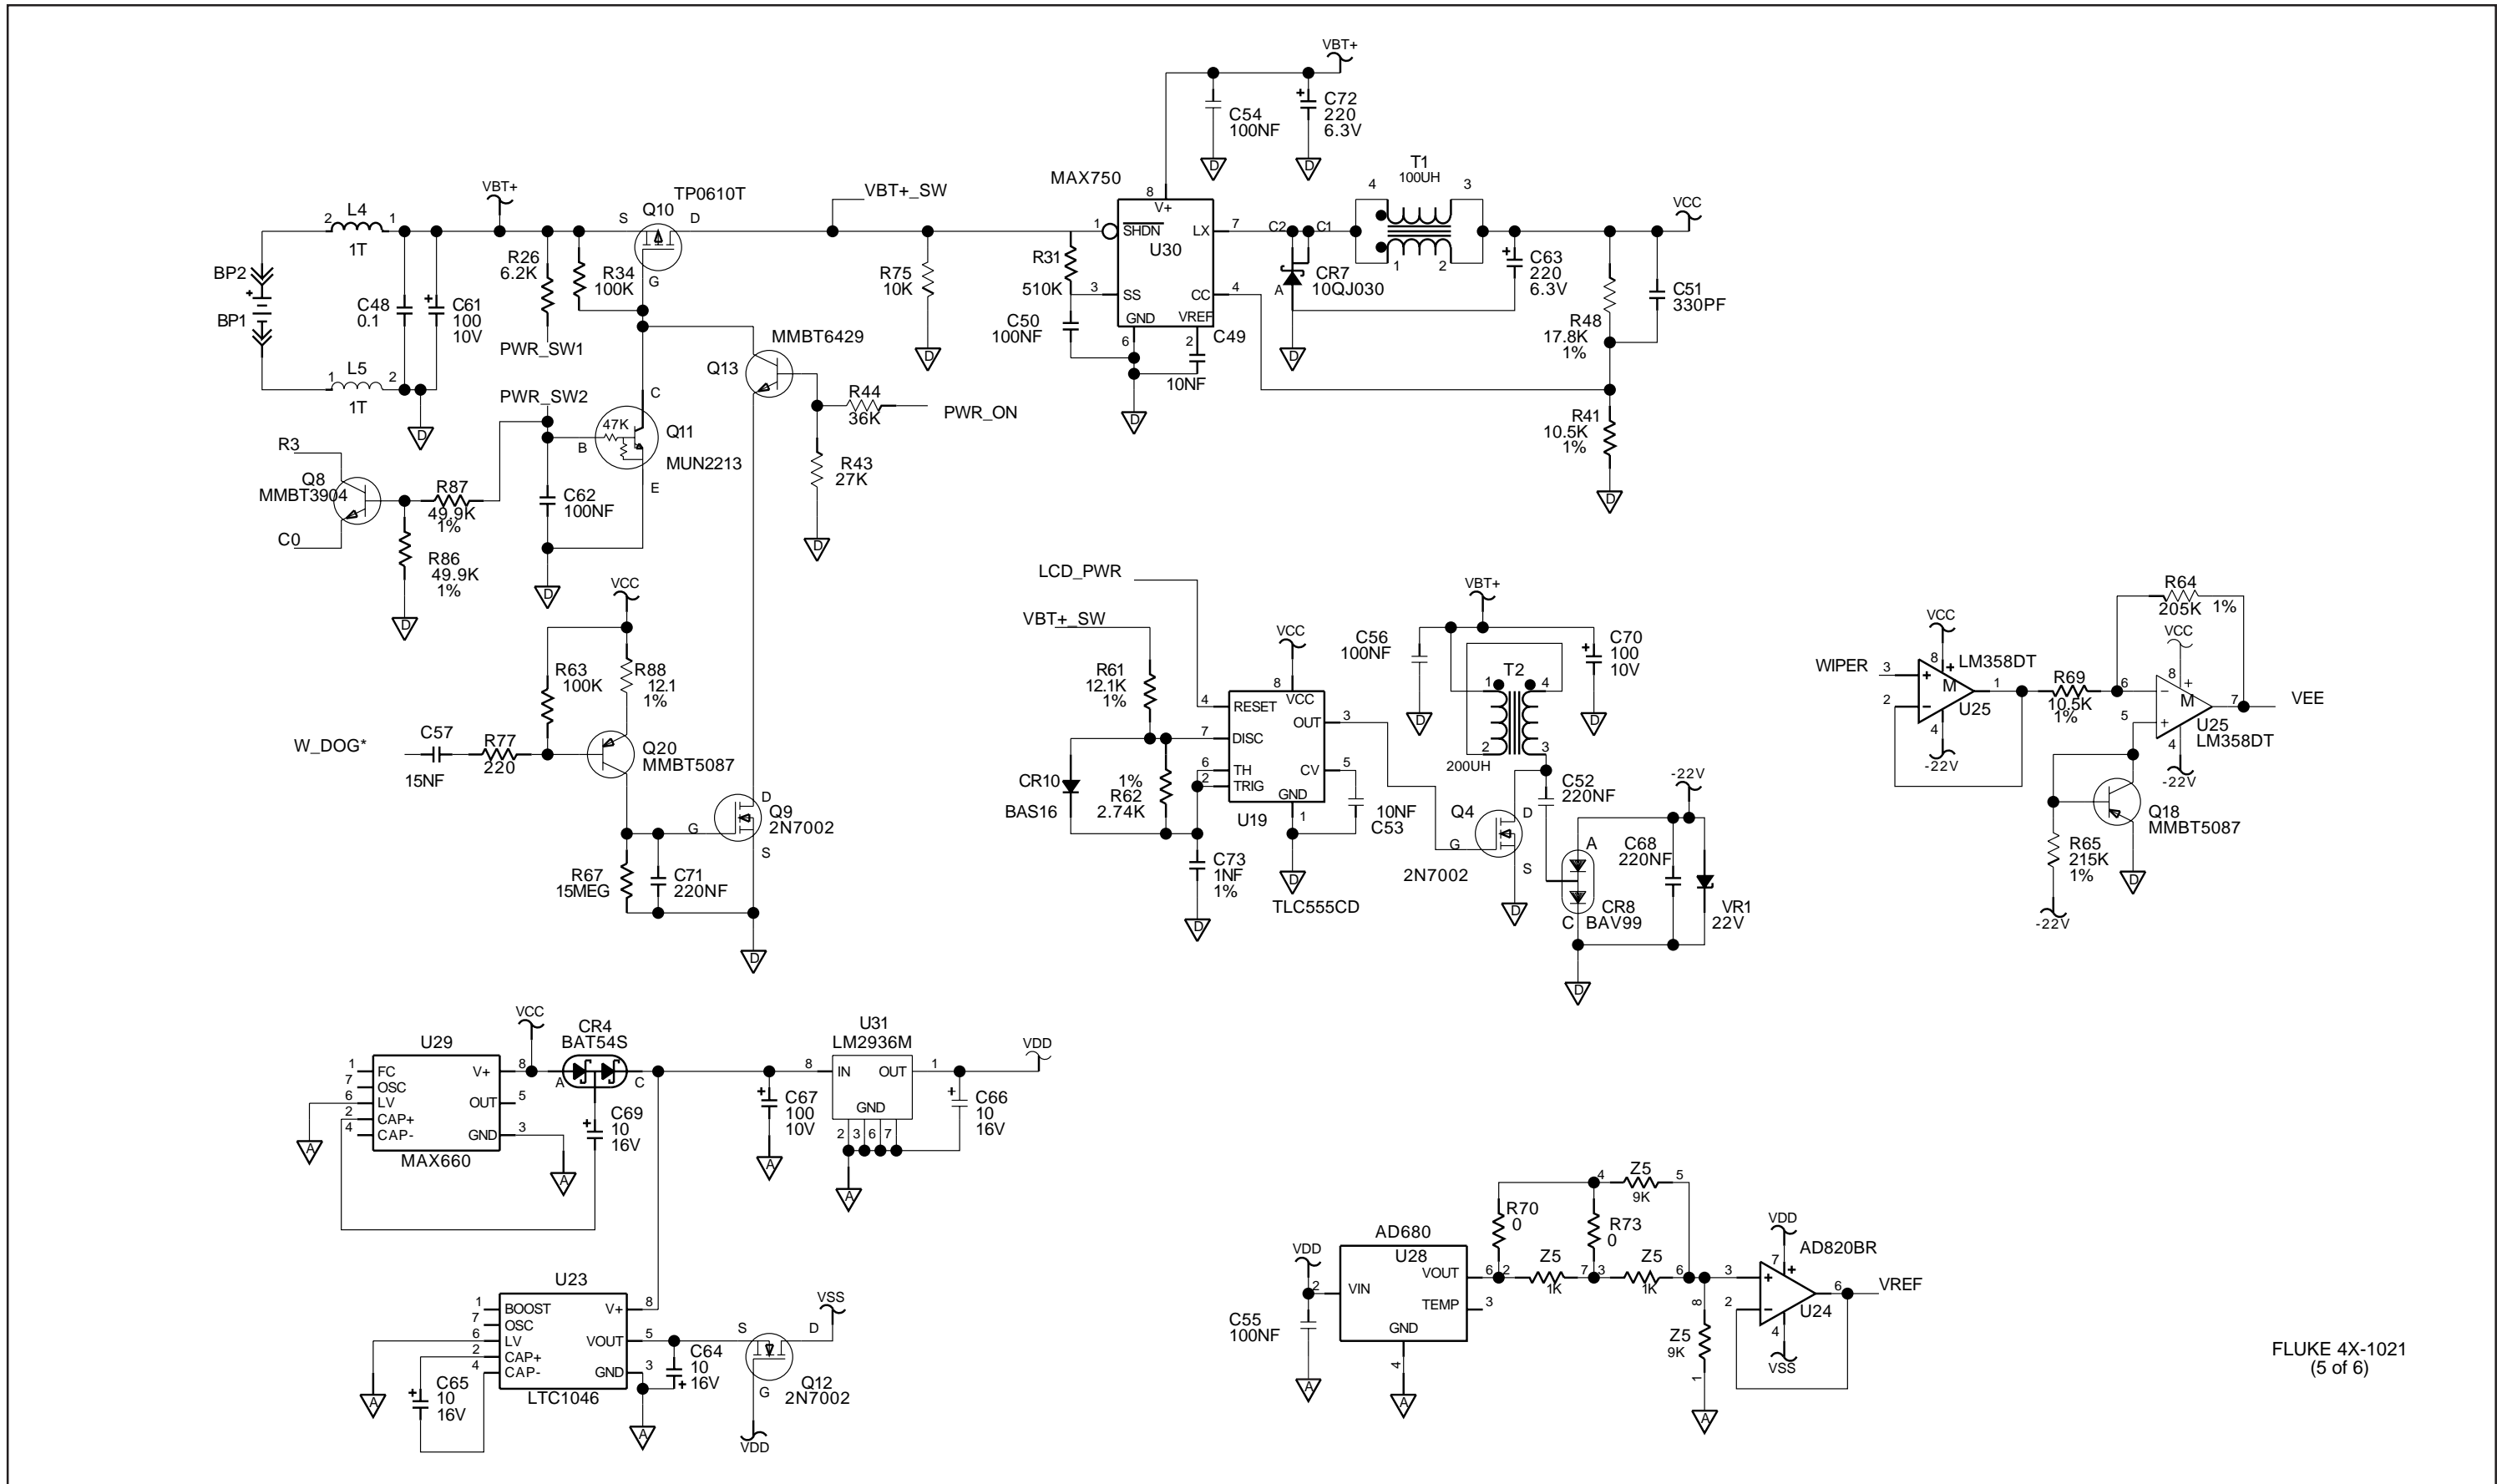 VBT+
C54
100NF
C72
220
6.3V
D
D
VBT+
TP0610T
S
Q10
D
G
VBT+_SW
MAX750
8
V+
1
SHDN
U30
LX
7
3
SS
CC
4
GND
VREF
6
2
C49
10NF
D
C2
C1
T1
100UH
4
3
1
2
A
CR7
10QJ030
D
C63
220
6.3V
VCC
C51
330PF
R48
17.8K
1%
R41
10.5K
1%
D
BP2
+
BP1
2
L4
1
1T
1
L5
2
1T
C48
0.1
C61
100
10V
D
R26
6.2K
R34
100K
PWR_SW1
R75
10K
D
R31
510K
C50
100NF
MMBT6429
Q13
R44
36K
PWR_ON
R43
27K
D
PWR_SW2
C
47K
B
Q11
MUN2213
E
C62
100NF
D
R3
Q8
MMBT3904
R87
49.9K
1%
C0
R86
49.9K
1%
D
VCC
R63
100K
R88
12.1
1%
W_DOG*
C57
15NF
R77
220
Q20
MMBT5087
D
Q9
2N7002
G
S
R67
15MEG
C71
220NF
D
LCD_PWR
VBT+_SW
R61
12.1K
1%
CR10
BAS16
1%
R62
2.74K
C73
1NF
1%
D
VCC
8
VCC
4
RESET
OUT
3
7
DISC
6
TH
2
TRIG
CV
5
GND
1
U19
10NF
C53
D
TLC555CD
VBT+
C56
100NF
D
C70
100
10V
D
T2
1
4
2
3
200UH
Q4
D
G
S
2N7002
D
C52
220NF
A
CR8
C
BAV99
D
-22V
C68
220NF
VR1
22V
WIPER
3
2
VCC
8
LM358DT
M
1
U25
4
-22V
R69
10.5K
1%
R64
205K
1%
VCC
6
8
M
5
7
VEE
U25
LM358DT
4
-22V
Q18
MMBT5087
D
R65
215K
1%
-22V
VCC
U29
1
FC
7
OSC
6
LV
2
CAP+
4
CAP-
V+
8
OUT
5
GND
3
MAX660
A
A
CR4
BAT54S
A
C
C69
10
16V
C67
100
10V
A
U31
LM2936M
8
IN
OUT
1
GND
2
3
6
7
A
C66
10
16V
VDD
U23
1
BOOST
7
OSC
6
LV
2
CAP+
4
CAP-
V+
8
VOUT
5
GND
3
LTC1046
A
C65
10
16V
C64
10
16V
A
S
D
VSS
Q12
2N7002
G
VDD
AD680
VDD
2
VIN
U28
VOUT
6
TEMP
3
GND
4
A
C55
100NF
A
R70
0
R73
0
4
Z5
5
9K
2
Z5
7
1K
3
Z5
6
1K
8
Z5
9K
1
A
VDD
7
AD820BR
3
2
6
U24
4
VSS
VREF
FLUKE 4X-1021
(5 of 6)